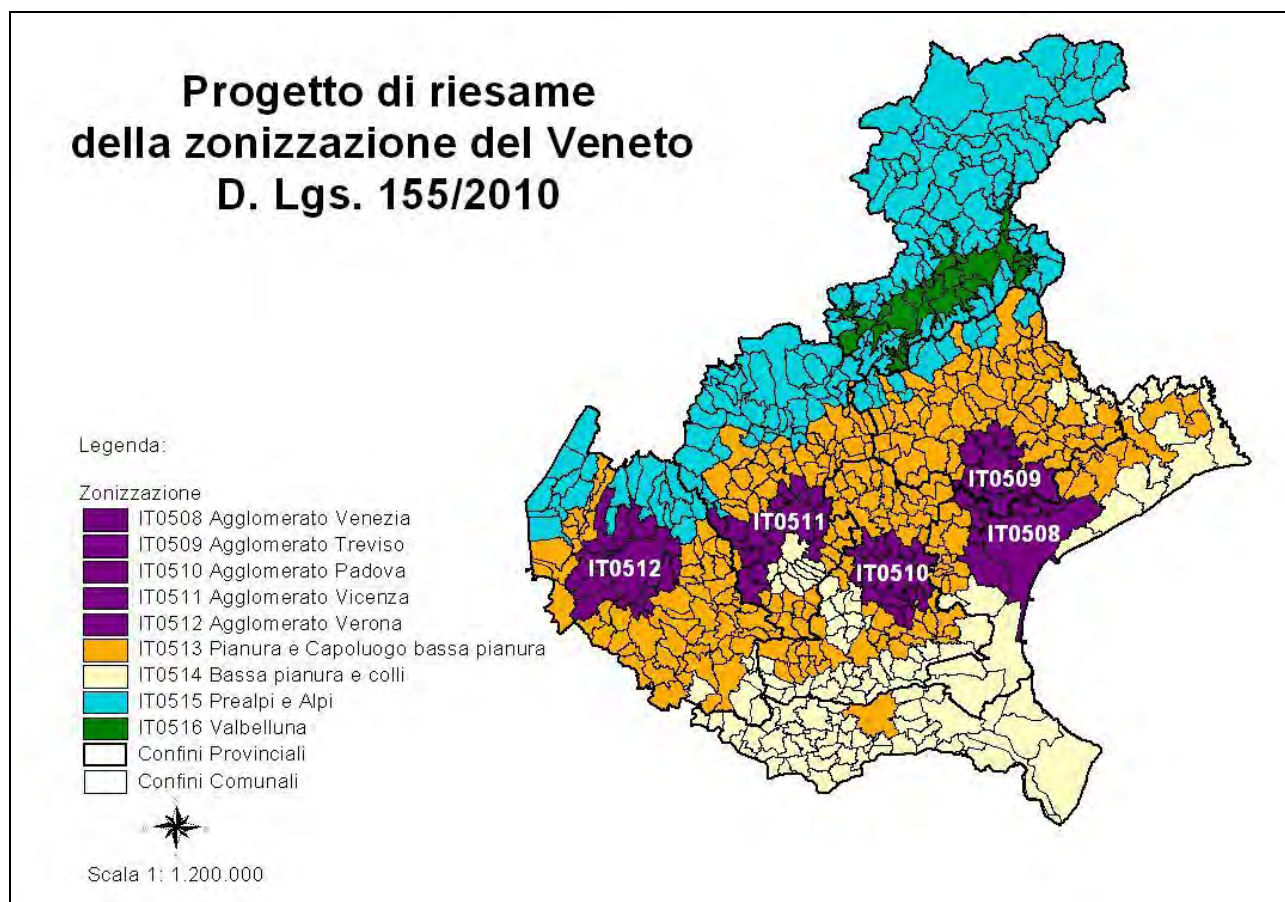 Progetto di riesame
della zonizzazione del Veneto
D. Lgs. 155/2010
Legenda:
Zonizzazione
IT0508 Agglomerato Venezia
IT0509 Agglomerato Treviso
IT0510 Agglomerato Padova
IT0511 Agglomerato Vicenza
IT0512 Agglomerato Verona
IT0513 Pianura e Capoluogo bassa pianura
IT0514 Bassa pianura e colli
IT0515 Prealpi e Alpi
IT0516 Valbelluna
Confini Provinciali
Confini Comunali
Scala 1: 1.200.000
IT0509
IT0511
IT0508
IT0512
IT0510